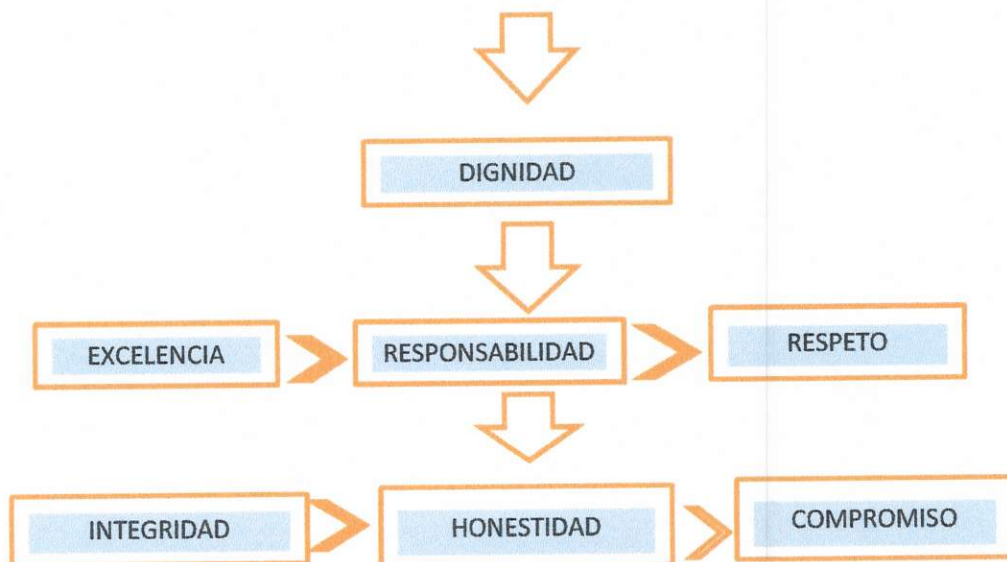 DIGNIDAD
EXCELENCIA
RESPONSABILIDAD
RESPETO
INTEGRIDAD
HONESTIDAD
COMPROMISO